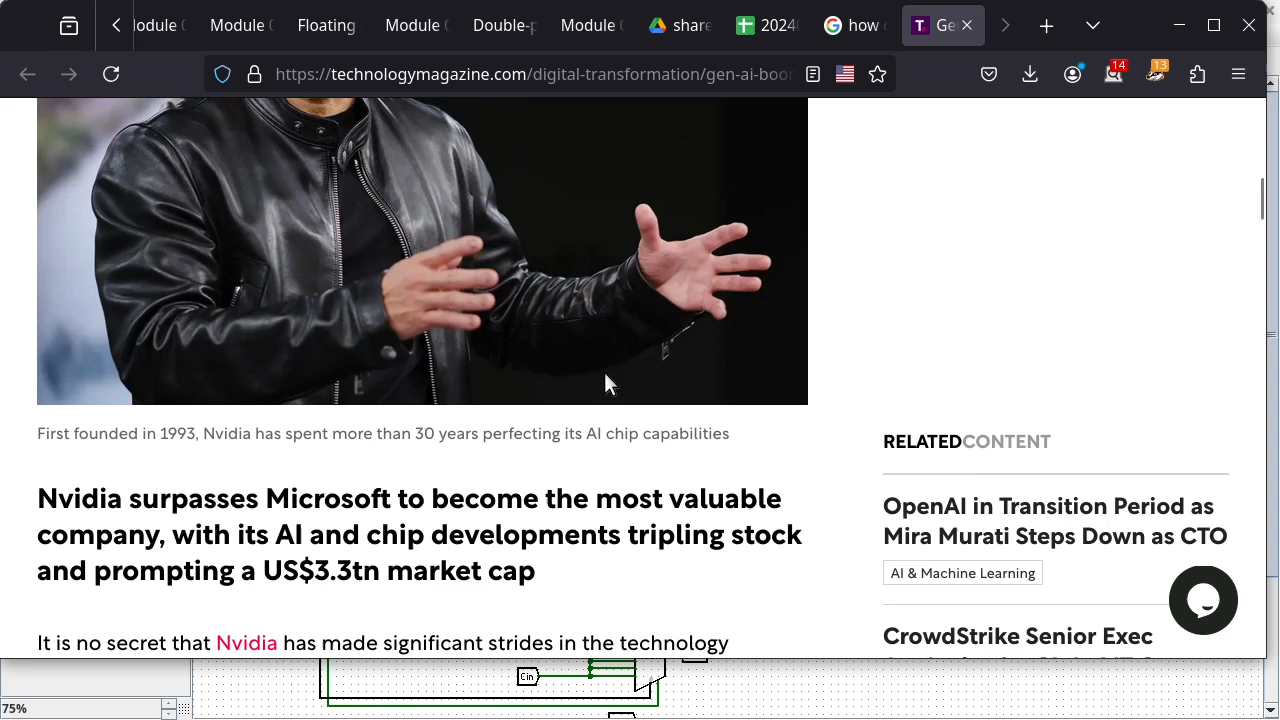 odule
Module
Floating
Module
Double-
Module
share
2024
how
Ge
https://technologymagazine.com/digital-transformation/gen-ai-boo
14
13
First founded in 1993, Nvidia has spent more than 30 years perfecting its AI chip capabilities
Nvidia surpasses Microsoft to become the most valuable
company, with its AI and chip developments tripling stock
and prompting a US$3.3tn market cap
It is no secret that Nvidia has made significant strides in the technology
RELATEDCONTENT
OpenAI in Transition Period as
Mira Murati Steps Down as CTO
AI & Machine Learning
CrowdStrike Senior Exec
Cin
75%